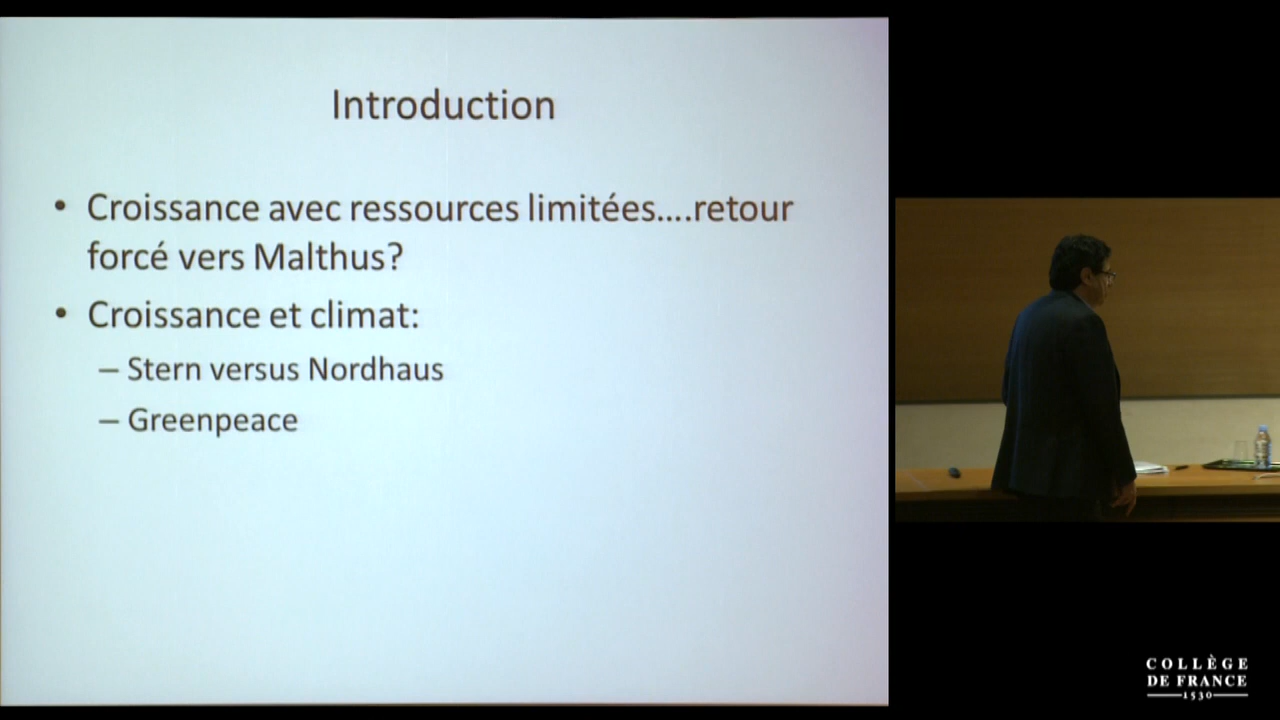 Introduction
• Croissance avec ressources limitées....retour
forcé vers Malthus?
• Croissance et climat:
– Stern versus Nordhaus
– Greenpeace
COLLÈGE
DE FRANCE
1530